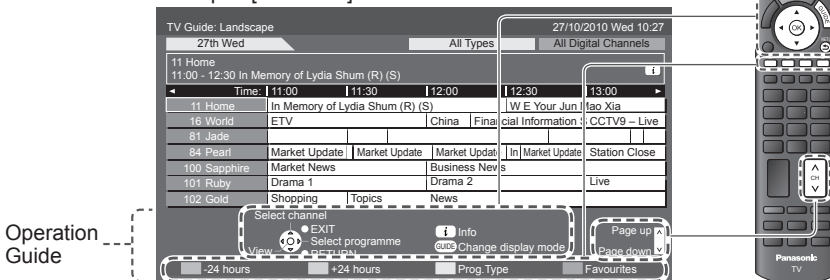 TV Guide: Landscape 27/10/2010 Wed 10:27
27th Wed All Types All Digital Channels
11 Home
11:00 - 12:30 In Memory of Lydia Shum (R) (S)
i
Time: 11:00 11:30 12:00 12:30 13:00
11 Home In Memory of Lydia Shum (R) (S) W E Your Jun Mao Xia
16 World ETV China Financial Information S CCTV9 – Live
81 Jade
84 Pearl Market Update Market Update Market Update In Market Update Station Close
100 Sapphire Market News Business News
101 Ruby Drama 1 Drama 2 Live
102 Gold Shopping Topics News
Select channel
EXIT
Select programme
View RETURN
i Info
GUIDE Change display mode
Page up
Page down
-24 hours +24 hours Prog.Type Favourites
Operation
Guide
OK
GUIDE
CH
Panasonic
TV